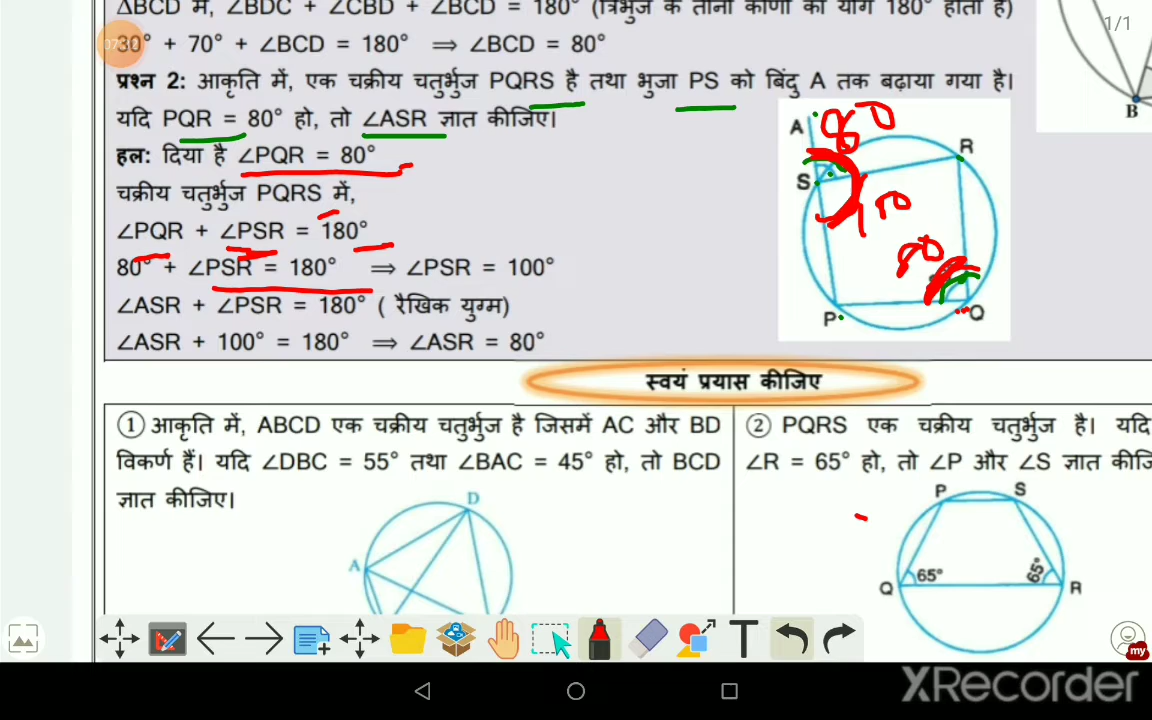 ΔBCD में, ∠BDC + ∠CBD + ∠BCD = 180° (त्रिभुज के तीनों कोणों का योग 180° होता है)
1/1
07:32
30° + 70° + ∠BCD = 180° ⟹ ∠BCD = 80°
प्रश्न 2: आकृति में, एक चक्रीय चतुर्भुज PQRS है तथा भुजा PS को बिंदु A तक बढ़ाया गया है।
यदि PQR = 80° हो, तो ∠ASR ज्ञात कीजिए।
हल: दिया है ∠PQR = 80°
चक्रीय चतुर्भुज PQRS में,
∠PQR + ∠PSR = 180°
80° + ∠PSR = 180° ⟹ ∠PSR = 100°
∠ASR + ∠PSR = 180° ( रैखिक युग्म)
∠ASR + 100° = 180° ⟹ ∠ASR = 80°
B
A
80
R
S
80
P
Q
स्वयं प्रयास कीजिए
① आकृति में, ABCD एक चक्रीय चतुर्भुज है जिसमें AC और BD
विकर्ण हैं। यदि ∠DBC = 55° तथा ∠BAC = 45° हो, तो BCD
ज्ञात कीजिए।
D
A
② PQRS एक चक्रीय चतुर्भुज है। यदि
∠R = 65° हो, तो ∠P और ∠S ज्ञात
P S
65° 65°
Q R
T
my
XRecorder